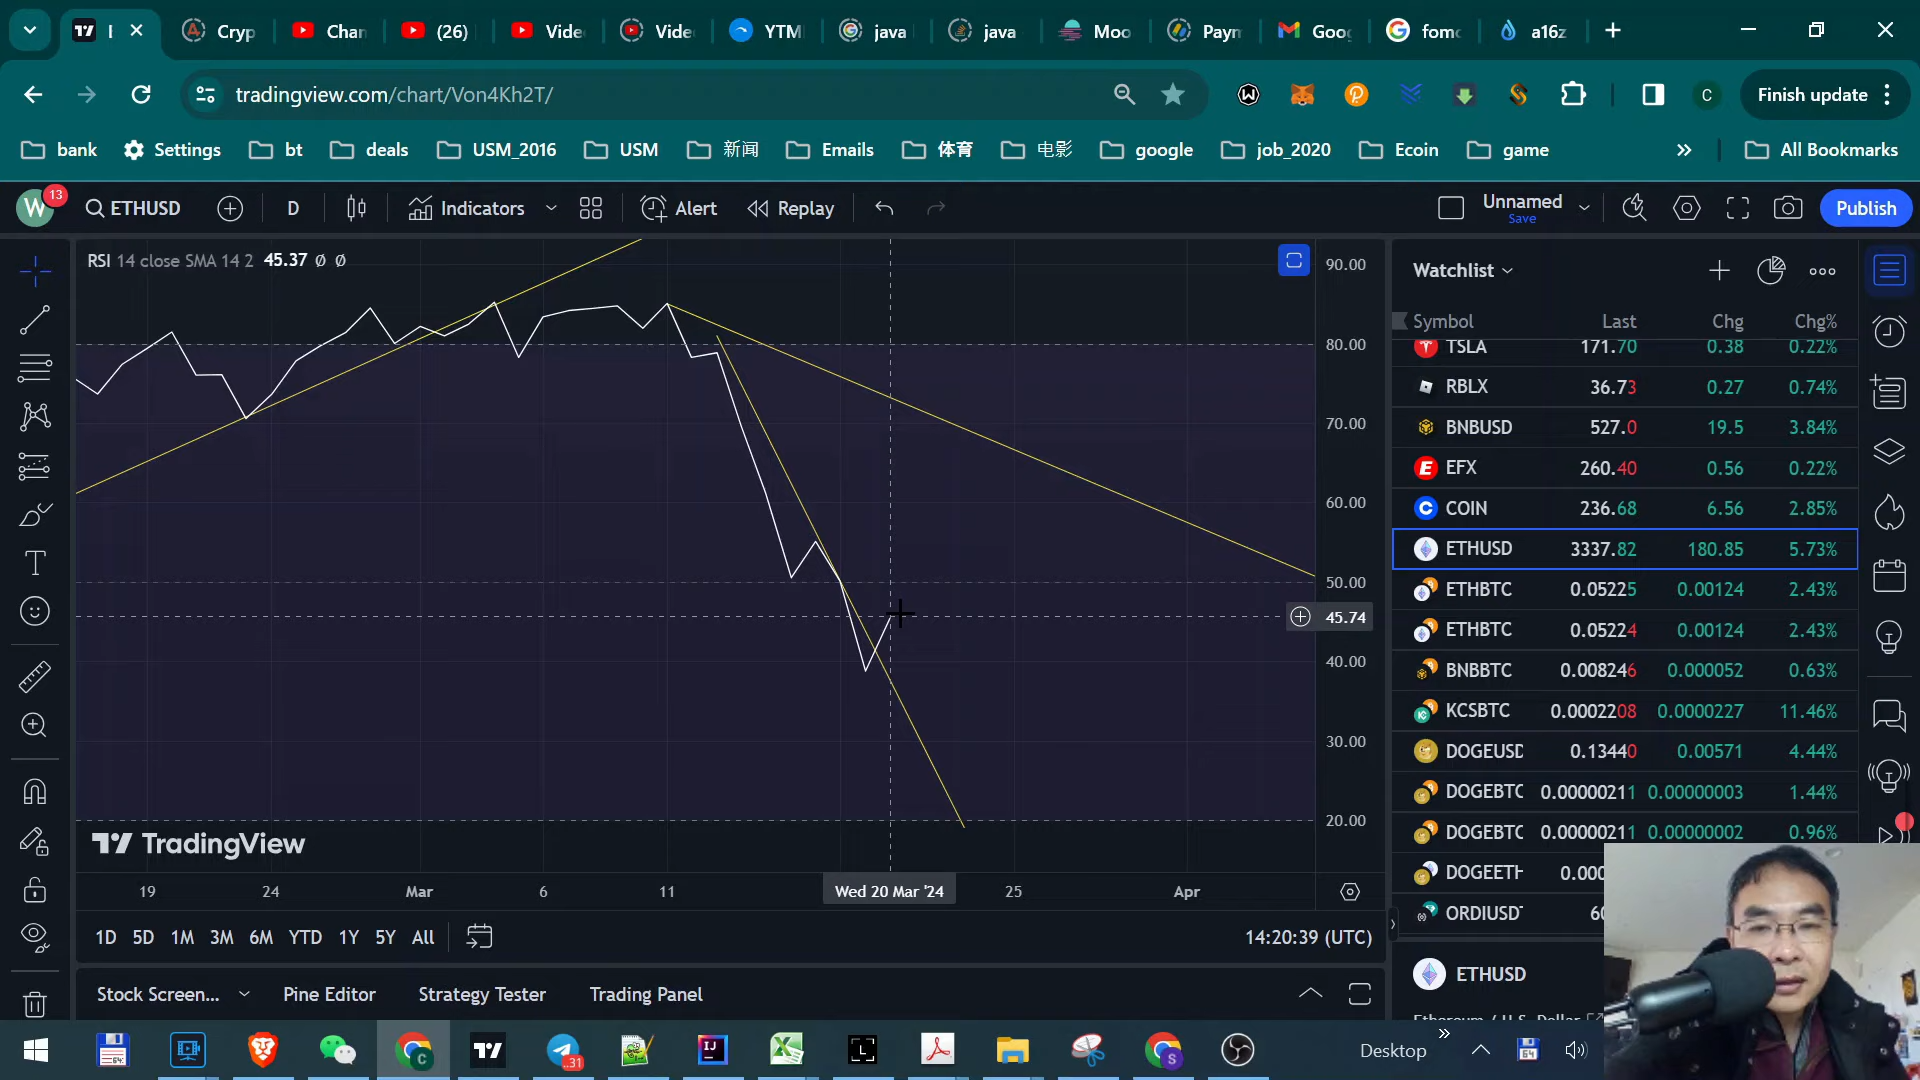 Cryp
Chan
(26)
Vide
Vide
YTM
java
java
Moo
Payn
Goo
fomo
a16z
tradingview.com/chart/Von4Kh2T/
C
Finish update
bank Settings bt deals USM_2016 USM 新闻 Emails 体育 电影 google job_2020 Ecoin game » All Bookmarks
W 13 ETHUSD D Indicators Alert Replay Unnamed Save Publish
RSI 14 close SMA 14 2 45.37 Ø Ø
90.00
80.00
70.00
60.00
50.00
45.74
40.00
30.00
20.00
TradingView
19 24 Mar 6 11 Wed 20 Mar '24 25 Apr
1D 5D 1M 3M 6M YTD 1Y 5Y All 14:20:39 (UTC)
Stock Screen... Pine Editor Strategy Tester Trading Panel
Watchlist
Symbol Last Chg Chg%
TSLA 171.70 0.38 0.22%
RBLX 36.73 0.27 0.74%
BNBUSD 527.0 19.5 3.84%
EFX 260.40 0.56 0.22%
COIN 236.68 6.56 2.85%
ETHUSD 3337.82 180.85 5.73%
ETHBTC 0.05225 0.00124 2.43%
ETHBTC 0.05224 0.00124 2.43%
BNBBTC 0.008246 0.000052 0.63%
KCSBTC 0.0002208 0.0000227 11.46%
DOGEUSD 0.13440 0.00571 4.44%
DOGEBTC 0.00000211 0.00000003 1.44%
DOGEBTC 0.00000211 0.00000002 0.96%
DOGEETH 0.000
ORDIUSDT 60
ETHUSD
Ethereum / U.S. Dollar
31
Desktop »